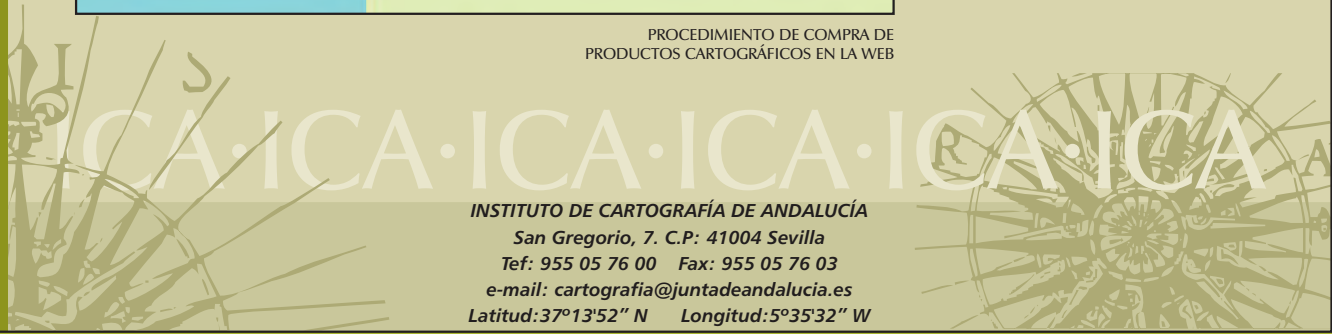 PROCEDIMIENTO DE COMPRA DE
PRODUCTOS CARTOGRÁFICOS EN LA WEB
I S
ICA·ICA·ICA·ICA·ICA·ICA
R A
INSTITUTO DE CARTOGRAFÍA DE ANDALUCÍA
San Gregorio, 7. C.P: 41004 Sevilla
Tef: 955 05 76 00 Fax: 955 05 76 03
e-mail: cartografia@juntadeandalucia.es
Latitud:37º13'52" N Longitud:5º35'32" W